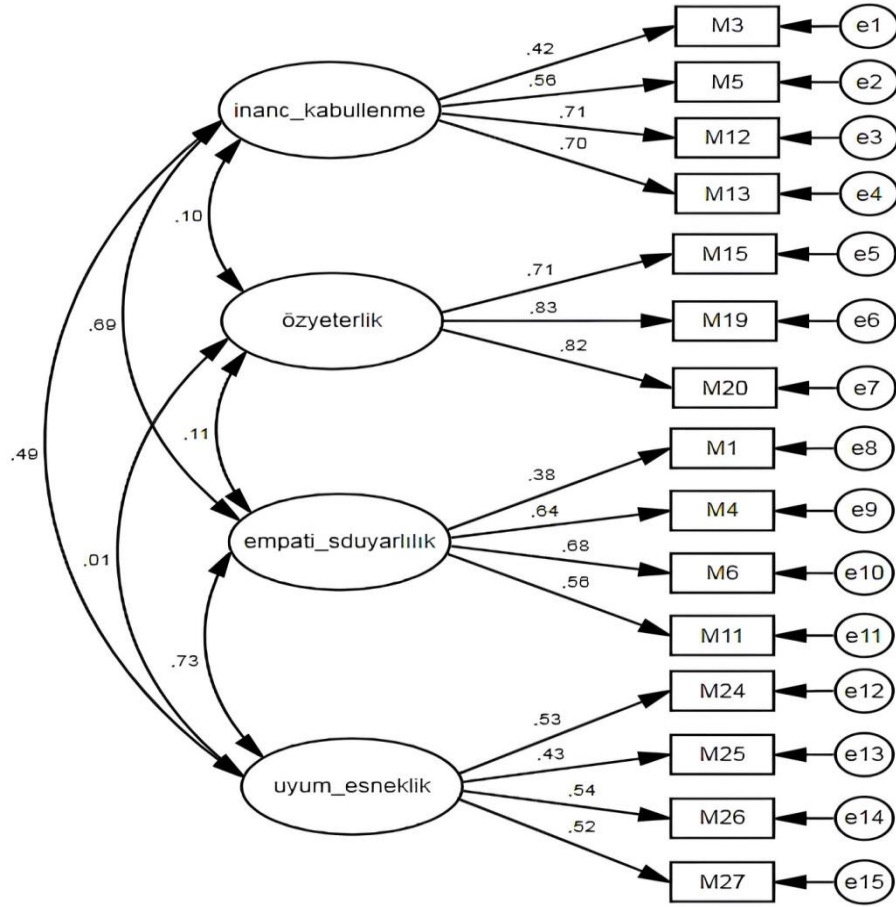 M3
e1
.42
.56
M5
e2
inanc_kabullenme
.71
M12
e3
.70
M13
e4
.10
M15
e5
.71
özyeterlik
.83
M19
e6
.69
.82
M20
e7
.11
M1
e8
.49
.38
M4
e9
.64
empati_sduyarlılık
.68
M6
e10
.01
.56
M11
e11
.73
M24
e12
.53
.43
M25
e13
uyum_esneklik
.54
M26
e14
.52
M27
e15